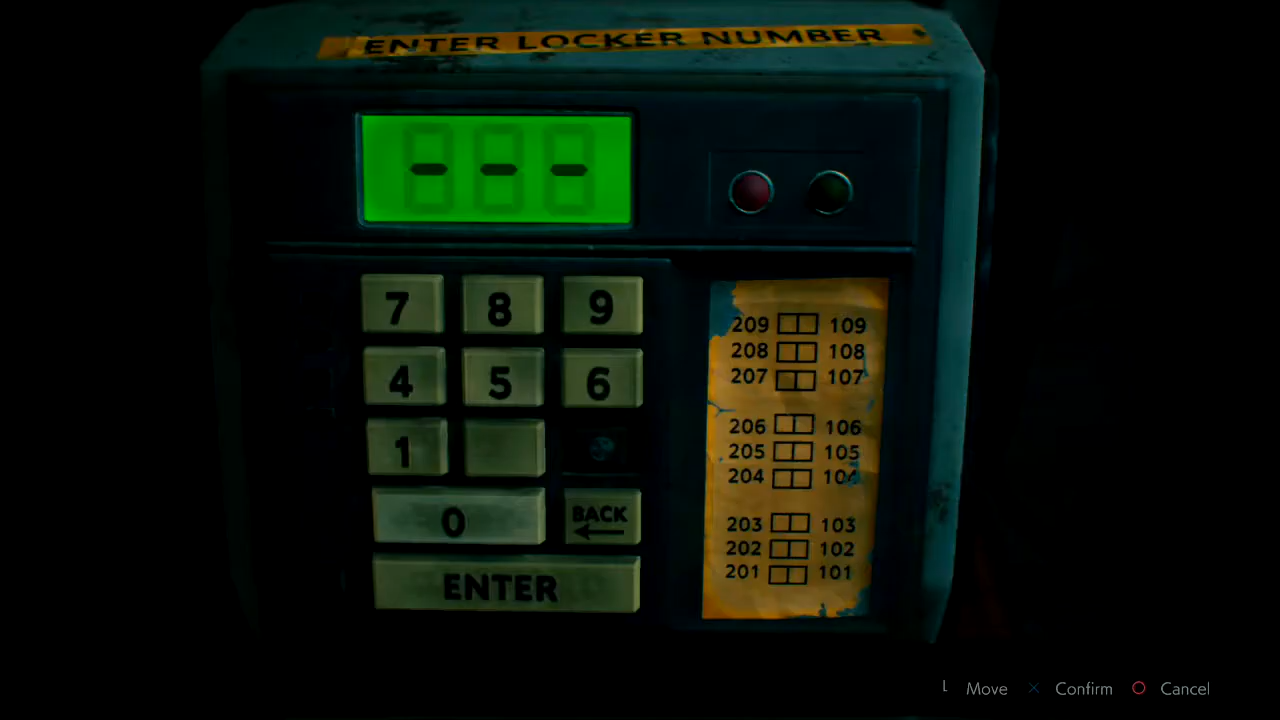 ENTER LOCKER NUMBER
- - -
7 8 9
4 5 6
1
0 BACK
ENTER
209 109
208 108
207 107
206 106
205 105
204 104
203 103
202 102
201 101
L Move × Confirm ○ Cancel